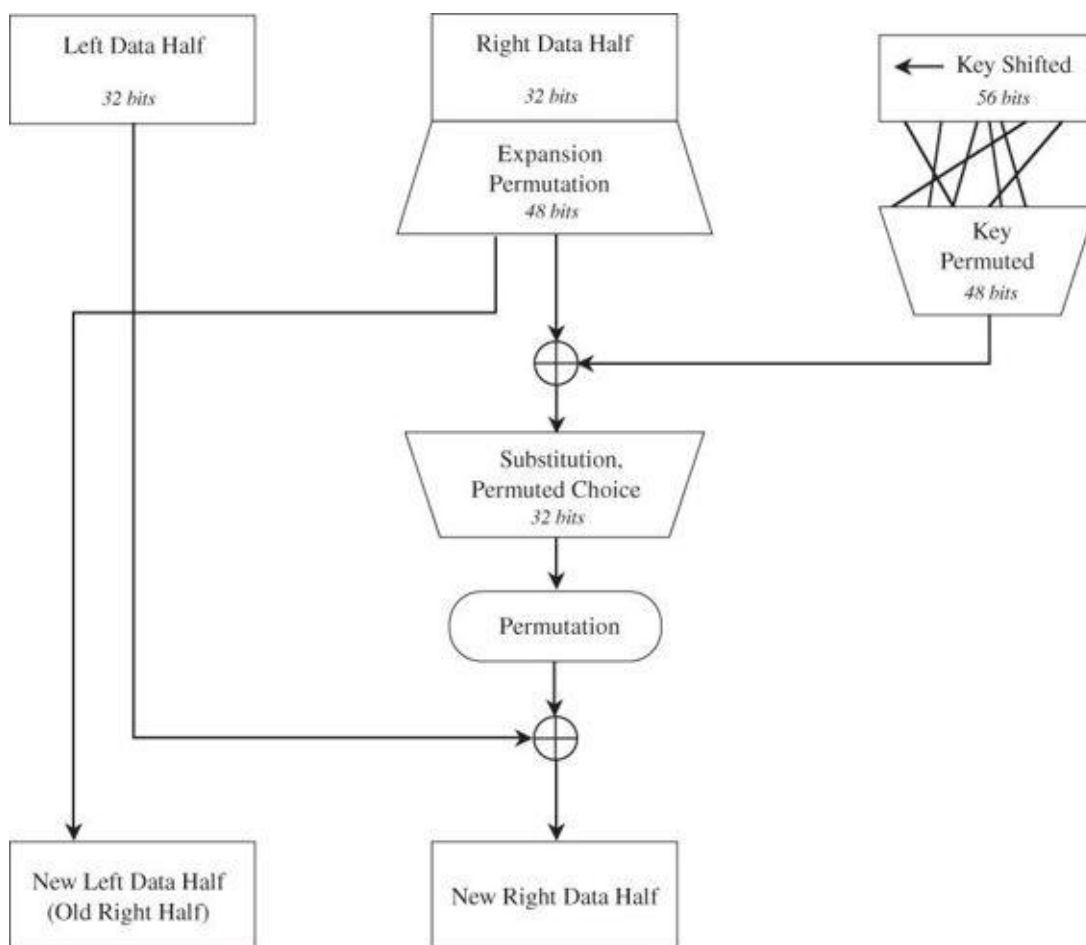 Left Data Half
32 bits
Right Data Half
32 bits
Key Shifted
56 bits
Expansion
Permutation
48 bits
Key
Permuted
48 bits
Substitution,
Permuted Choice
32 bits
Permutation
New Left Data Half
(Old Right Half)
New Right Data Half